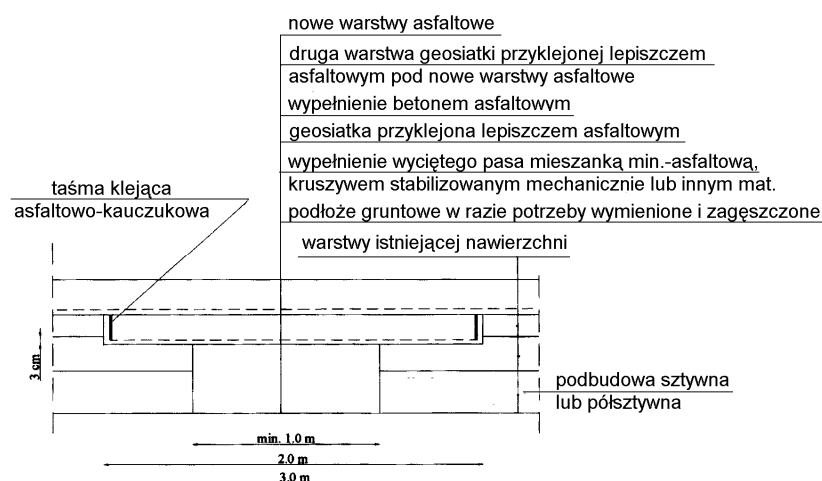 nowe warstwy asfaltowe
druga warstwa geosiatki przyklejonej lepiszczem
asfaltowym pod nowe warstwy asfaltowe
wypełnienie betonem asfaltowym
geosiatka przyklejona lepiszczem asfaltowym
wypełnienie wyciętego pasa mieszanką min.-asfaltową,
kruszywem stabilizowanym mechanicznie lub innym mat.
taśma klejąca
asfaltowo-kauczukowa
podłoże gruntowe w razie potrzeby wymienione i zagęszczone
warstwy istniejącej nawierzchni
3 cm
podbudowa sztywna
lub półsztywna
min. 1.0 m
2.0 m
3.0 m